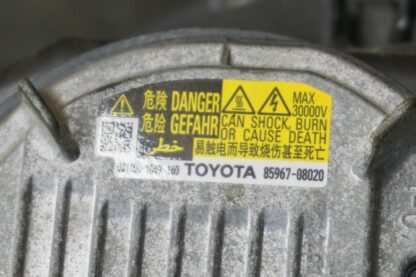 危険 DANGER
危险 GEFAHR
خطر
MAX
30000V
CAN SHOCK, BURN
OR CAUSE DEATH
易触电而导致烧伤甚至死亡
TOYOTA 85967-08020